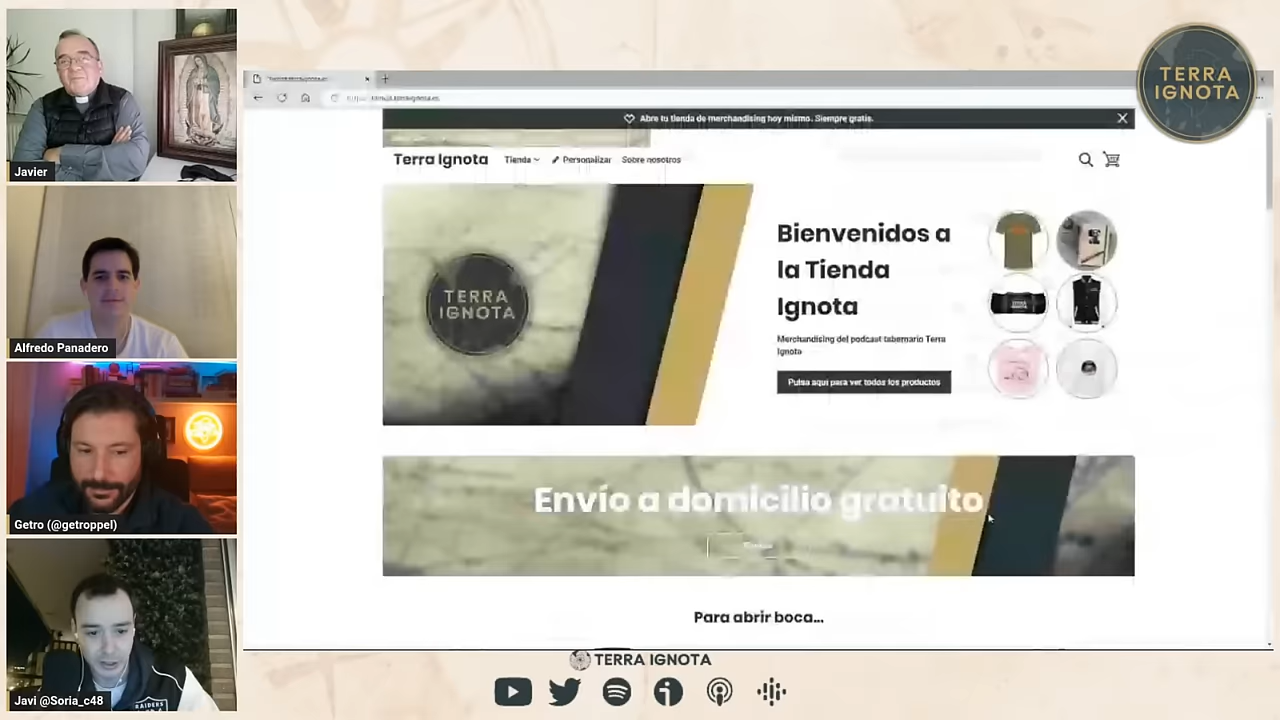 Javier
Alfredo Panadero
Getro (@getroppel)
RAIDERS
Javi @Soria_c48
TERRA
IGNOTA
Abre tu tienda de merchandising hoy mismo. Siempre gratis.
Terra Ignota
Tienda
Personalizar
Sobre nosotros
TERRA
IGNOTA
Bienvenidos a
la Tienda
Ignota
Merchandising del podcast tabernario Terra
Ignota
Pulsa aquí para ver todos los productos
Envío a domicilio gratuito
Para abrir boca...
TERRA IGNOTA